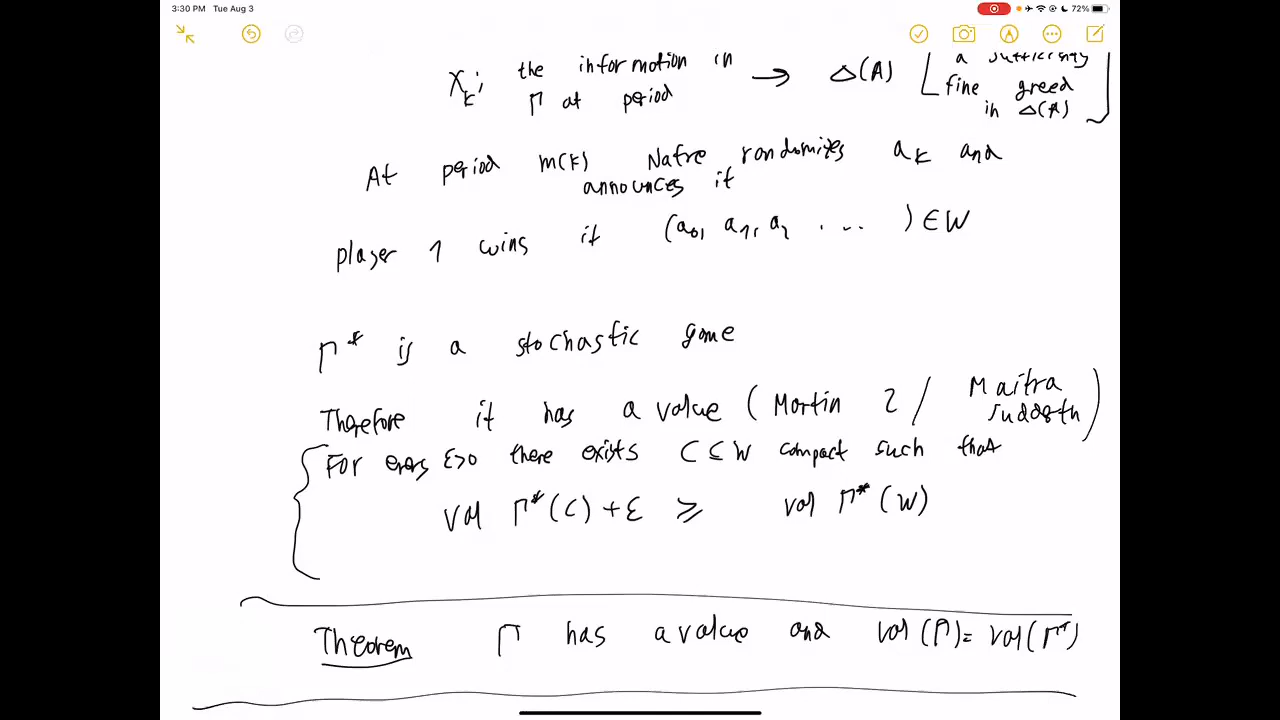 3:30 PM Tue Aug 3
72%
X_k: the information in → Δ(A) [a sufficiently
Γ at period fine greed
in Δ(A)]
At period m(k) Natre randomizes a_k and
announces it
player 1 wins if (a_0, a_1, a_2 .....) ∈ W
Γ* is a stochastic game
Therefore it has a value (Martin 2 / Maitra
Suddarth)
For every ε>0 there exists C ⊆ W compact such that
Val Γ*(C) + ε ≥ val Γ*(W)
Theorem Γ has a value and val(Γ) = val(Γ*)